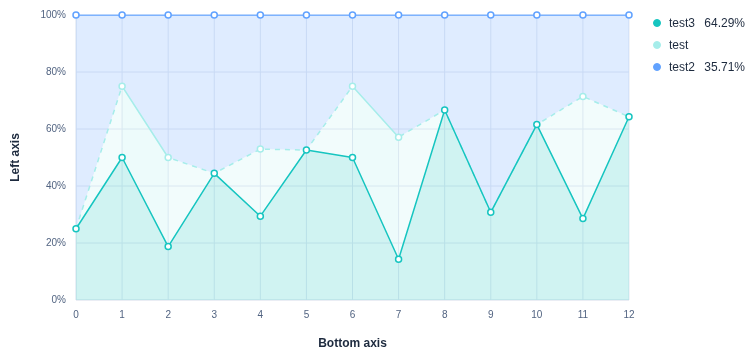 100%
80%
60%
40%
20%
0%
Left axis
0 1 2 3 4 5 6 7 8 9 10 11 12
Bottom axis
test3 64.29%
test
test2 35.71%